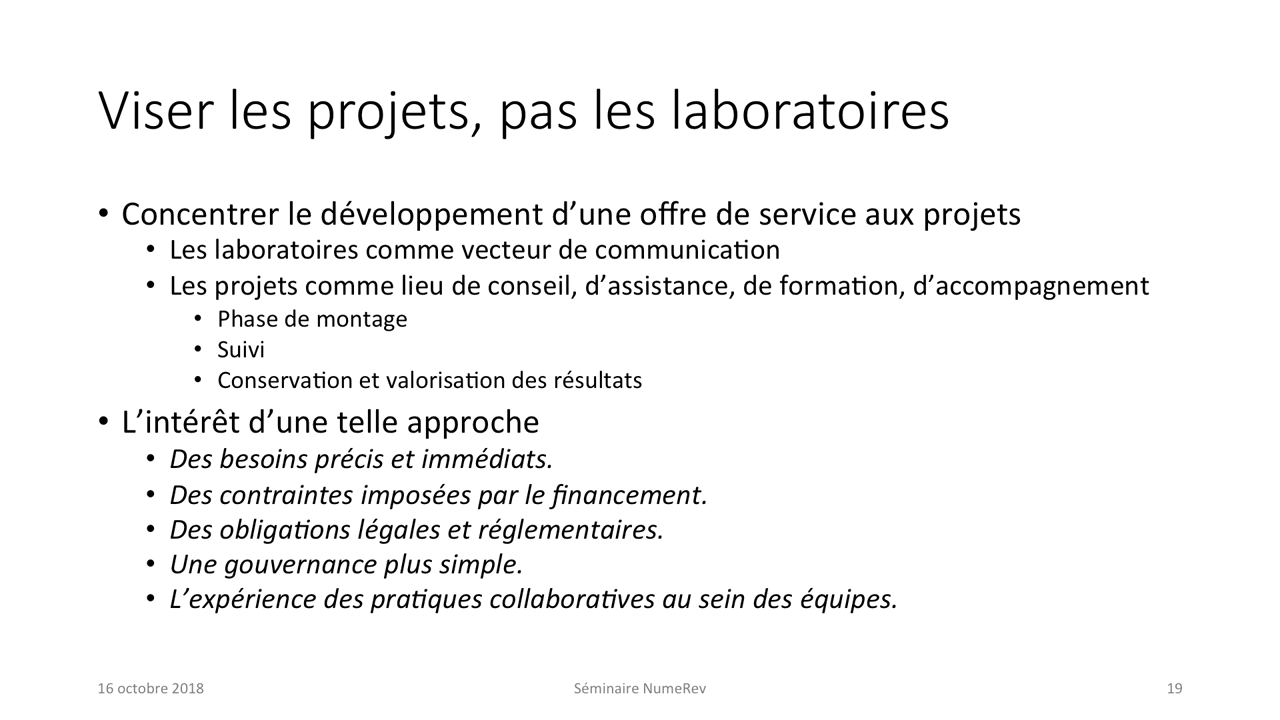 Viser les projets, pas les laboratoires
• Concentrer le développement d’une offre de service aux projets
• Les laboratoires comme vecteur de communication
• Les projets comme lieu de conseil, d’assistance, de formation, d’accompagnement
• Phase de montage
• Suivi
• Conservation et valorisation des résultats
• L’intérêt d’une telle approche
• Des besoins précis et immédiats.
• Des contraintes imposées par le financement.
• Des obligations légales et réglementaires.
• Une gouvernance plus simple.
• L’expérience des pratiques collaboratives au sein des équipes.
16 octobre 2018
Séminaire NumeRev
19